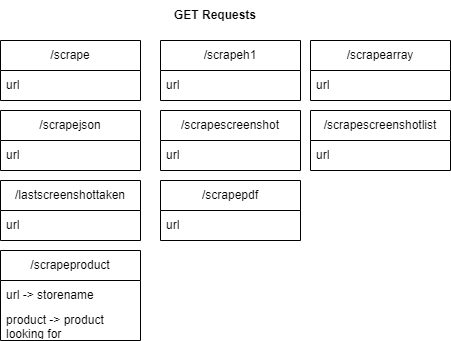 GET Requests
/scrape
url
/scrapeh1
url
/scrapearray
url
/scrapejson
url
/scrapescreenshot
url
/scrapescreenshotlist
url
/lastscreenshottaken
url
/scrapepdf
url
/scrapeproduct
url -> storename
product -> product
looking for